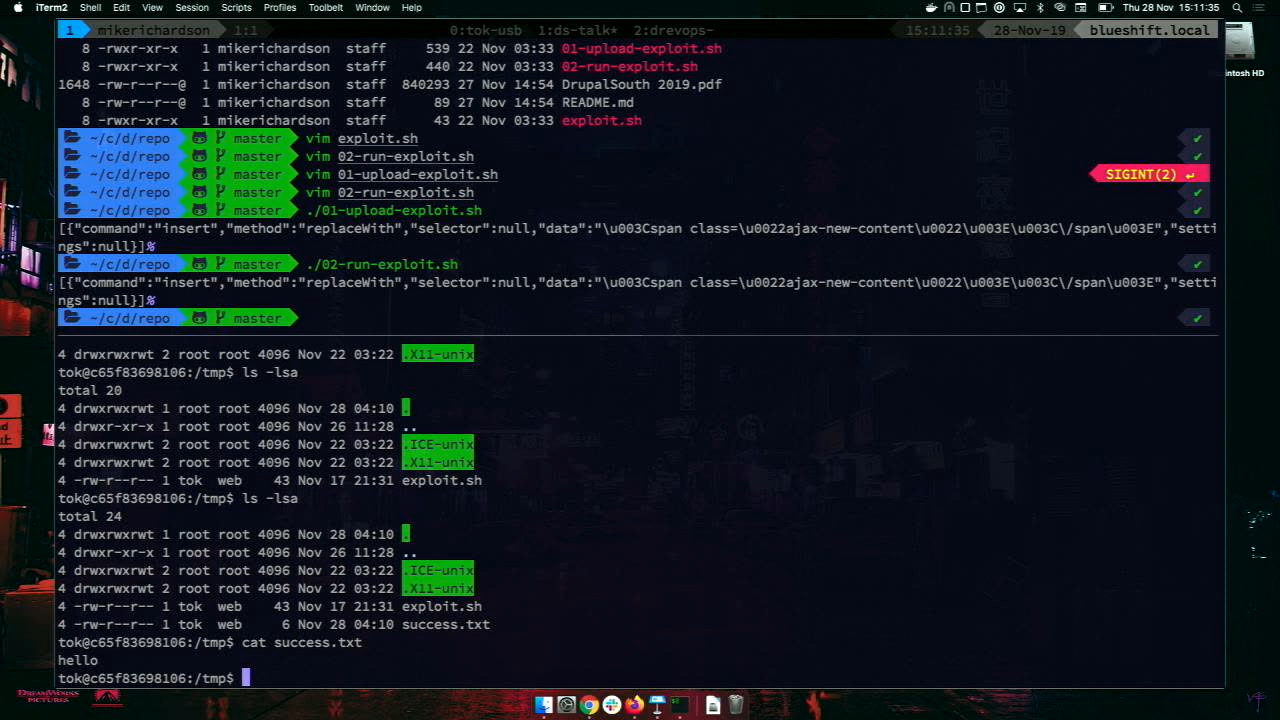 iTerm2 Shell Edit View Session Scripts Profiles Toolbelt Window Help Thu 28 Nov 15:11:35
1 mikerichardson 1:1 0:tok-usb 1:ds-talk* 2:drevops- 15:11:35 28-Nov-19 blueshift.local
8 -rwxr-xr-x 1 mikerichardson staff 539 22 Nov 03:33 01-upload-exploit.sh
8 -rwxr-xr-x 1 mikerichardson staff 440 22 Nov 03:33 02-run-exploit.sh
1648 -rw-r--r--@ 1 mikerichardson staff 840293 27 Nov 14:54 DrupalSouth 2019.pdf
8 -rw-r--r--@ 1 mikerichardson staff 89 27 Nov 14:54 README.md
8 -rwxr-xr-x 1 mikerichardson staff 43 22 Nov 03:33 exploit.sh
~/c/d/repo master vim exploit.sh ✔
~/c/d/repo master vim 02-run-exploit.sh ✔
~/c/d/repo master vim 01-upload-exploit.sh SIGINT(2) ↵
~/c/d/repo master vim 02-run-exploit.sh ✔
~/c/d/repo master ./01-upload-exploit.sh ✔
[{"command":"insert","method":"replaceWith","selector":null,"data":"\u003Cspan class=\u0022ajax-new-content\u0022\u003E\u003C\/span\u003E","setti
ngs":null}]%
~/c/d/repo master ./02-run-exploit.sh ✔
[{"command":"insert","method":"replaceWith","selector":null,"data":"\u003Cspan class=\u0022ajax-new-content\u0022\u003E\u003C\/span\u003E","setti
ngs":null}]%
~/c/d/repo master ✔
4 drwxrwxrwt 2 root root 4096 Nov 22 03:22 .X11-unix
tok@c65f83698106:/tmp$ ls -lsa
total 20
4 drwxrwxrwt 1 root root 4096 Nov 28 04:10 .
4 drwxr-xr-x 1 root root 4096 Nov 26 11:28 ..
4 drwxrwxrwt 2 root root 4096 Nov 22 03:22 .ICE-unix
4 drwxrwxrwt 2 root root 4096 Nov 22 03:22 .X11-unix
4 -rw-r--r-- 1 tok web 43 Nov 17 21:31 exploit.sh
tok@c65f83698106:/tmp$ ls -lsa
total 24
4 drwxrwxrwt 1 root root 4096 Nov 28 04:10 .
4 drwxr-xr-x 1 root root 4096 Nov 26 11:28 ..
4 drwxrwxrwt 2 root root 4096 Nov 22 03:22 .ICE-unix
4 drwxrwxrwt 2 root root 4096 Nov 22 03:22 .X11-unix
4 -rw-r--r-- 1 tok web 43 Nov 17 21:31 exploit.sh
4 -rw-r--r-- 1 tok web 6 Nov 28 04:10 success.txt
tok@c65f83698106:/tmp$ cat success.txt
hello
tok@c65f83698106:/tmp$
intosh HD
DREAMWORKS
PICTURES